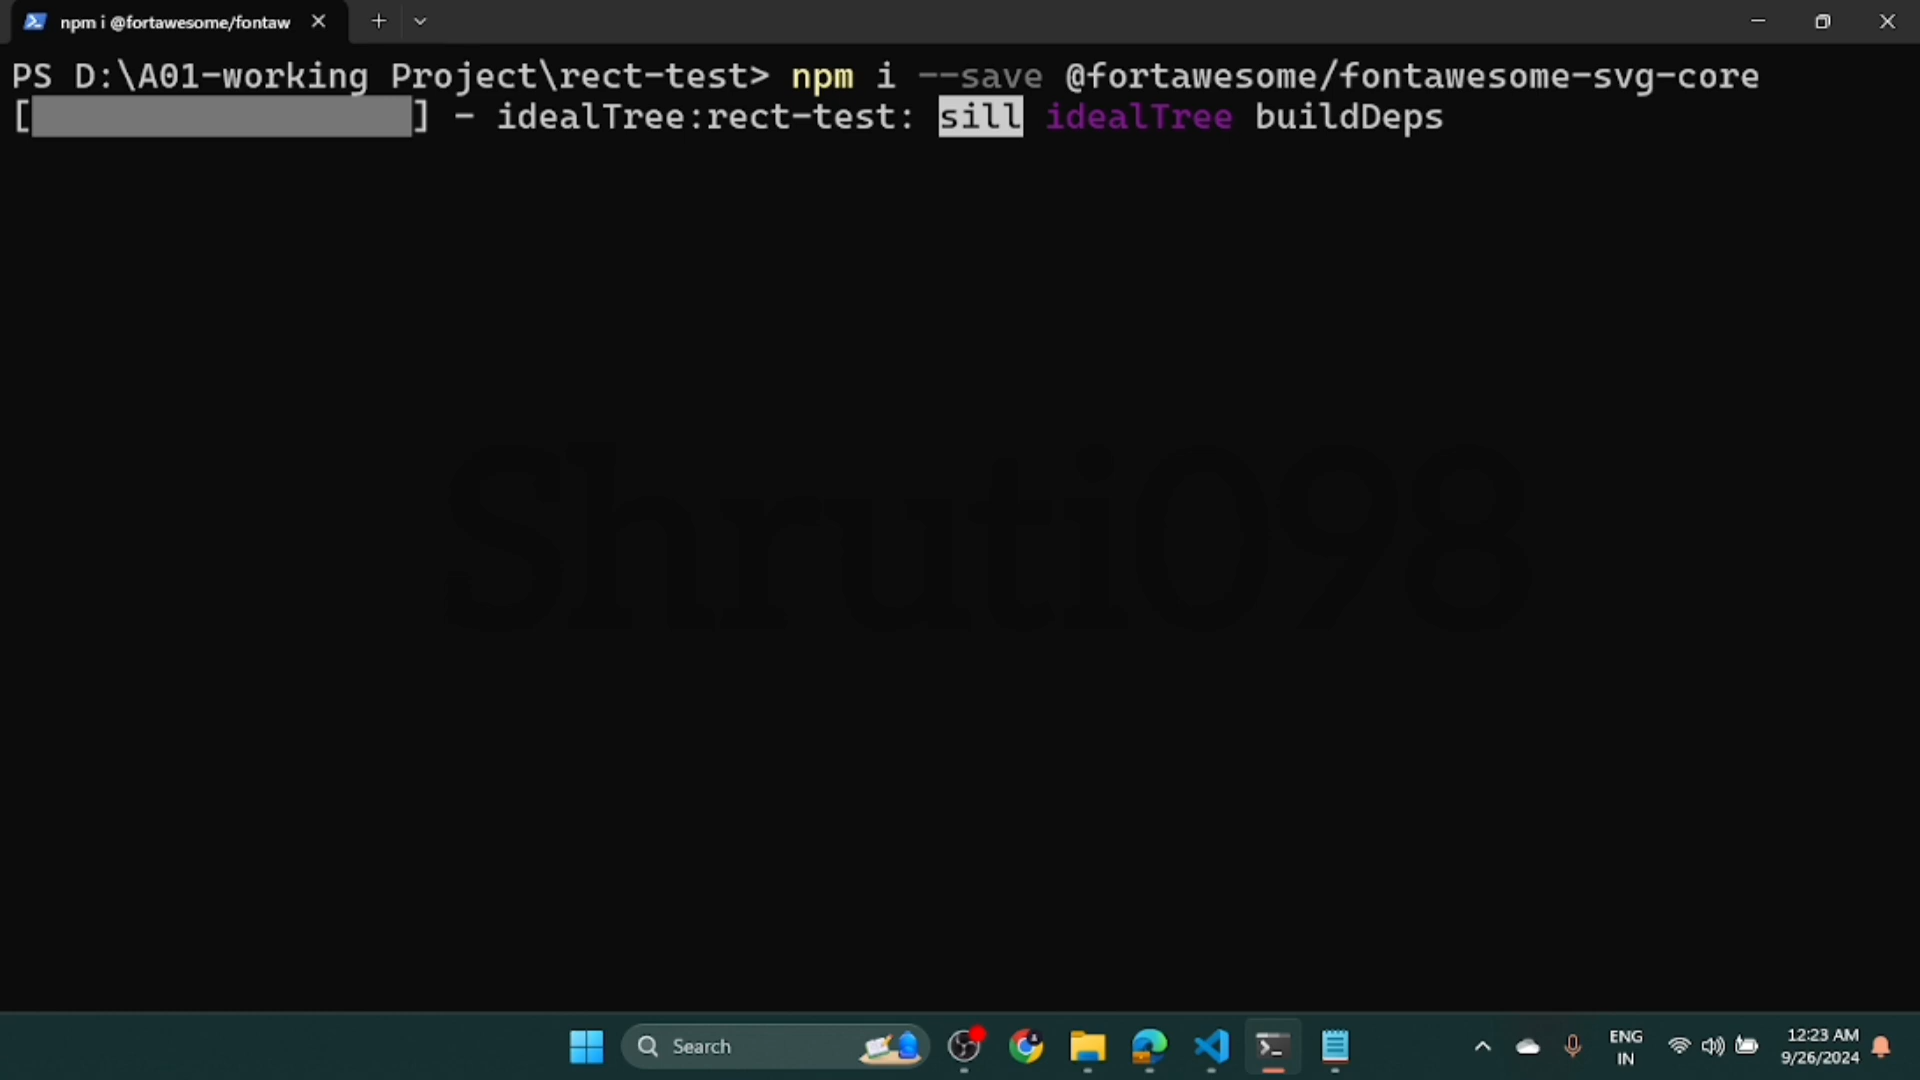 npm i @fortawesome/fontaw
PS D:\A01-working Project\rect-test> npm i --save @fortawesome/fontawesome-svg-core
[                  ] - idealTree:rect-test: sill idealTree buildDeps
Shruti098
Search
ENG
IN
12:23 AM
9/26/2024